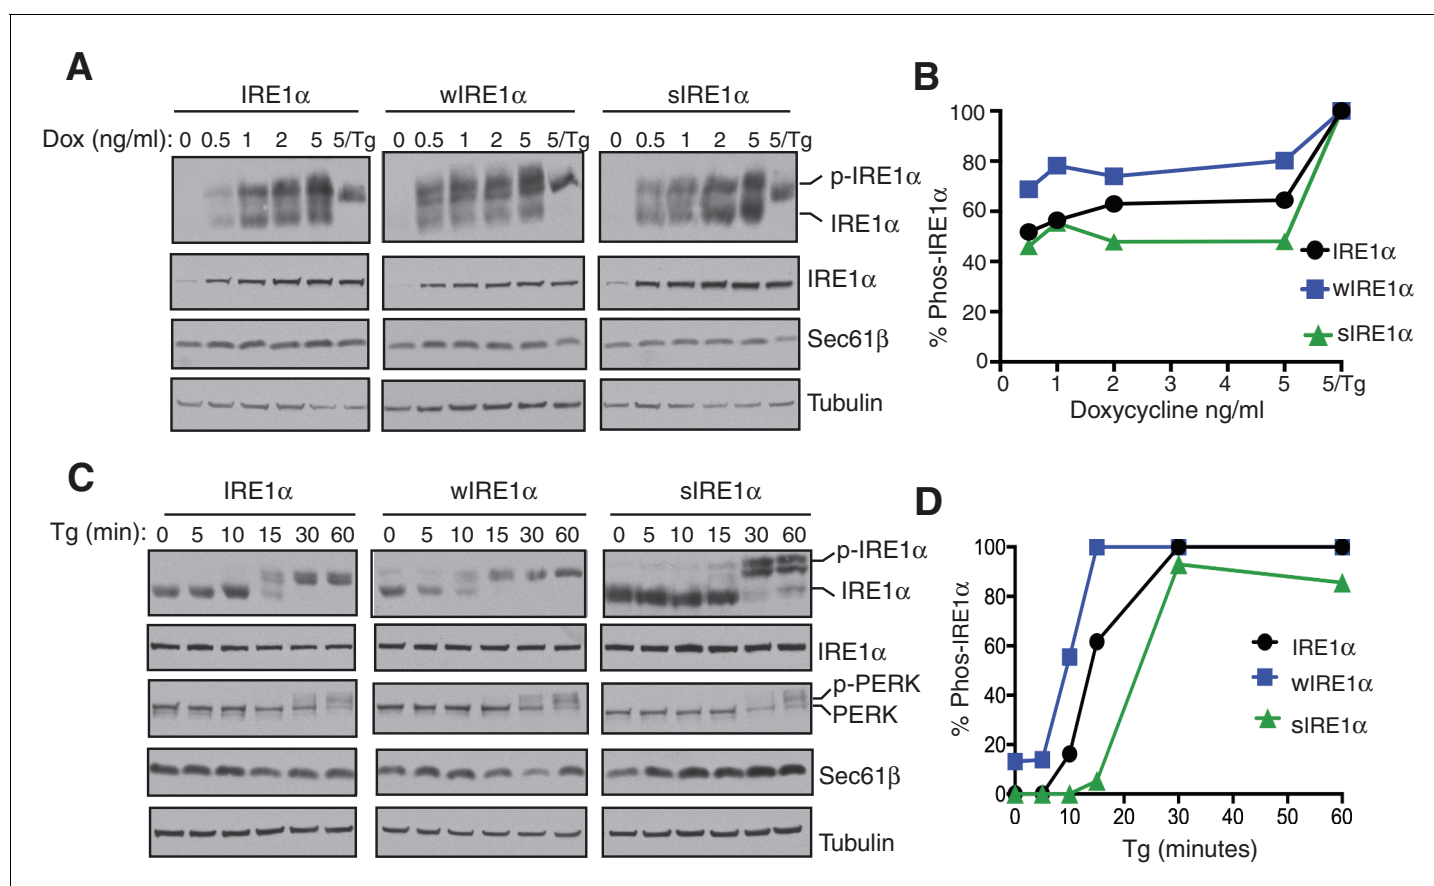 A
IRE1α wIRE1α sIRE1α
Dox (ng/ml): 0 0.5 1 2 5 5/Tg 0 0.5 1 2 5 5/Tg 0 0.5 1 2 5 5/Tg
p-IRE1α
IRE1α
IRE1α
Sec61β
Tubulin
B
% Phos-IRE1α
100
80
60
40
20
0
0 1 2 3 4 5 5/Tg
Doxycycline ng/ml
IRE1α
wIRE1α
sIRE1α
C
IRE1α wIRE1α sIRE1α
Tg (min): 0 5 10 15 30 60 0 5 10 15 30 60 0 5 10 15 30 60
p-IRE1α
IRE1α
IRE1α
p-PERK
PERK
Sec61β
Tubulin
D
% Phos-IRE1α
100
80
60
40
20
0
0 10 20 30 40 50 60
Tg (minutes)
IRE1α
wIRE1α
sIRE1α